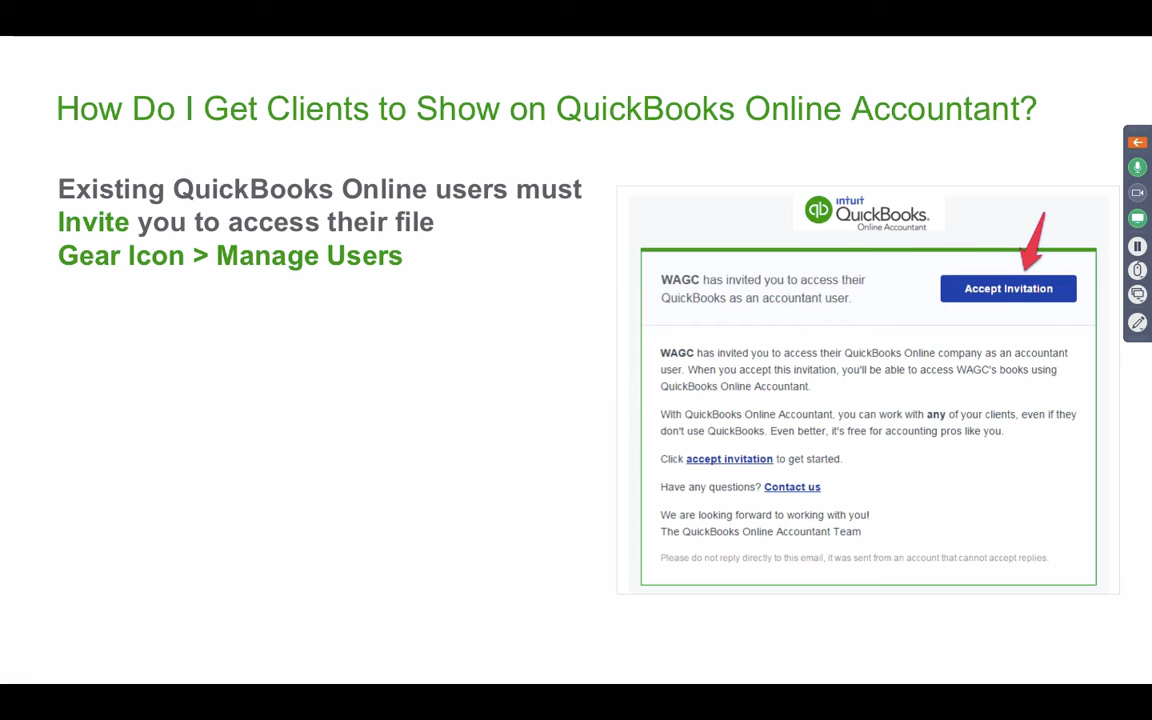 How Do I Get Clients to Show on QuickBooks Online Accountant?
Existing QuickBooks Online users must
Invite you to access their file
Gear Icon > Manage Users
qb intuit
QuickBooks.
Online Accountant
WAGC has invited you to access their
QuickBooks as an accountant user.
Accept Invitation
WAGC has invited you to access their QuickBooks Online company as an accountant
user. When you accept this invitation, you'll be able to access WAGC's books using
QuickBooks Online Accountant.
With QuickBooks Online Accountant, you can work with any of your clients, even if they
don't use QuickBooks. Even better, it's free for accounting pros like you.
Click accept invitation to get started.
Have any questions? Contact us
We are looking forward to working with you!
The QuickBooks Online Accountant Team
Please do not reply directly to this email, it was sent from an account that cannot accept replies.